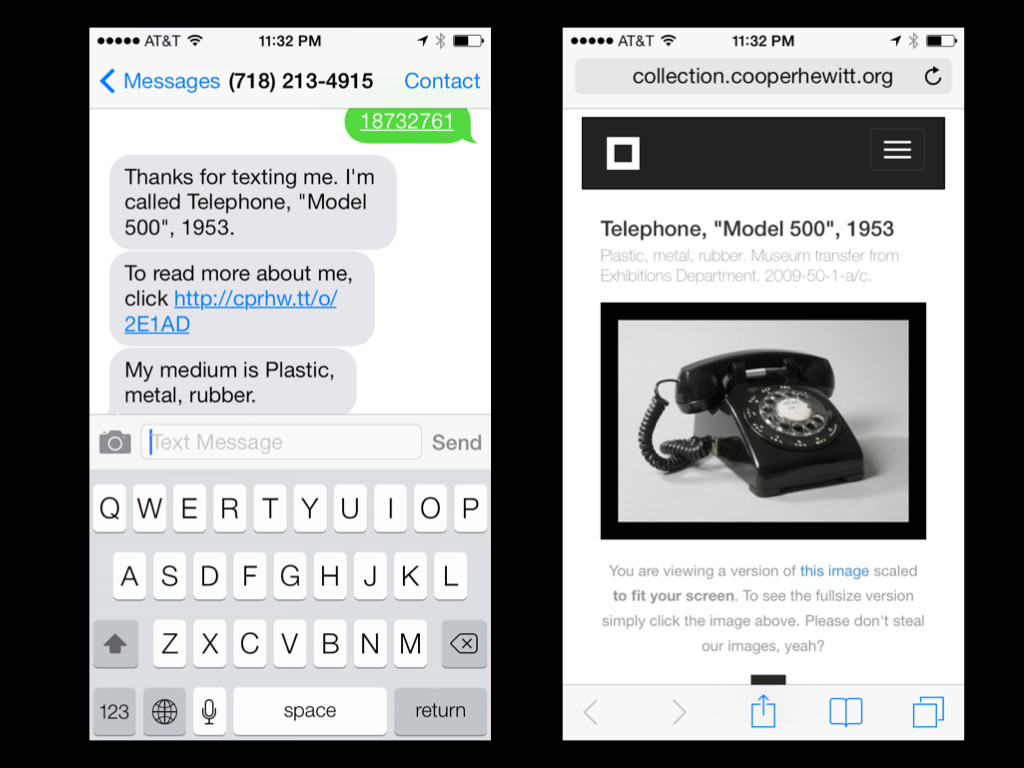 AT&T 11:32 PM
Messages (718) 213-4915 Contact
18732761
Thanks for texting me. I'm
called Telephone, "Model
500", 1953.
To read more about me,
click http://cprhw.tt/o/
2E1AD
My medium is Plastic,
metal, rubber.
Text Message Send
Q W E R T Y U I O P
A S D F G H J K L
Z X C V B N M
123 space return
AT&T 11:32 PM
collection.cooperhewitt.org
Telephone, "Model 500", 1953
Plastic, metal, rubber. Museum transfer from
Exhibitions Department. 2009-50-1-a/c.
You are viewing a version of this image scaled
to fit your screen. To see the fullsize version
simply click the image above. Please don't steal
our images, yeah?